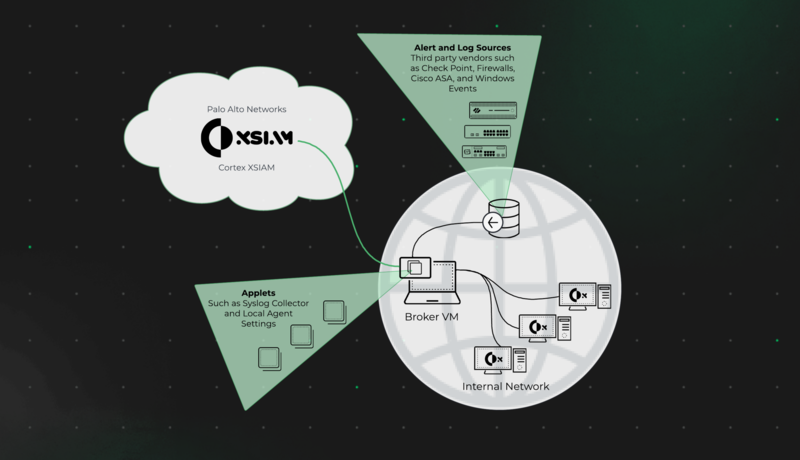 Alert and Log Sources
Third party vendors such
as Check Point, Firewalls,
Cisco ASA, and Windows
Events
Palo Alto Networks
XSIAM
Cortex XSIAM
Applets
Such as Syslog Collector
and Local Agent
Settings
Broker VM
Internal Network